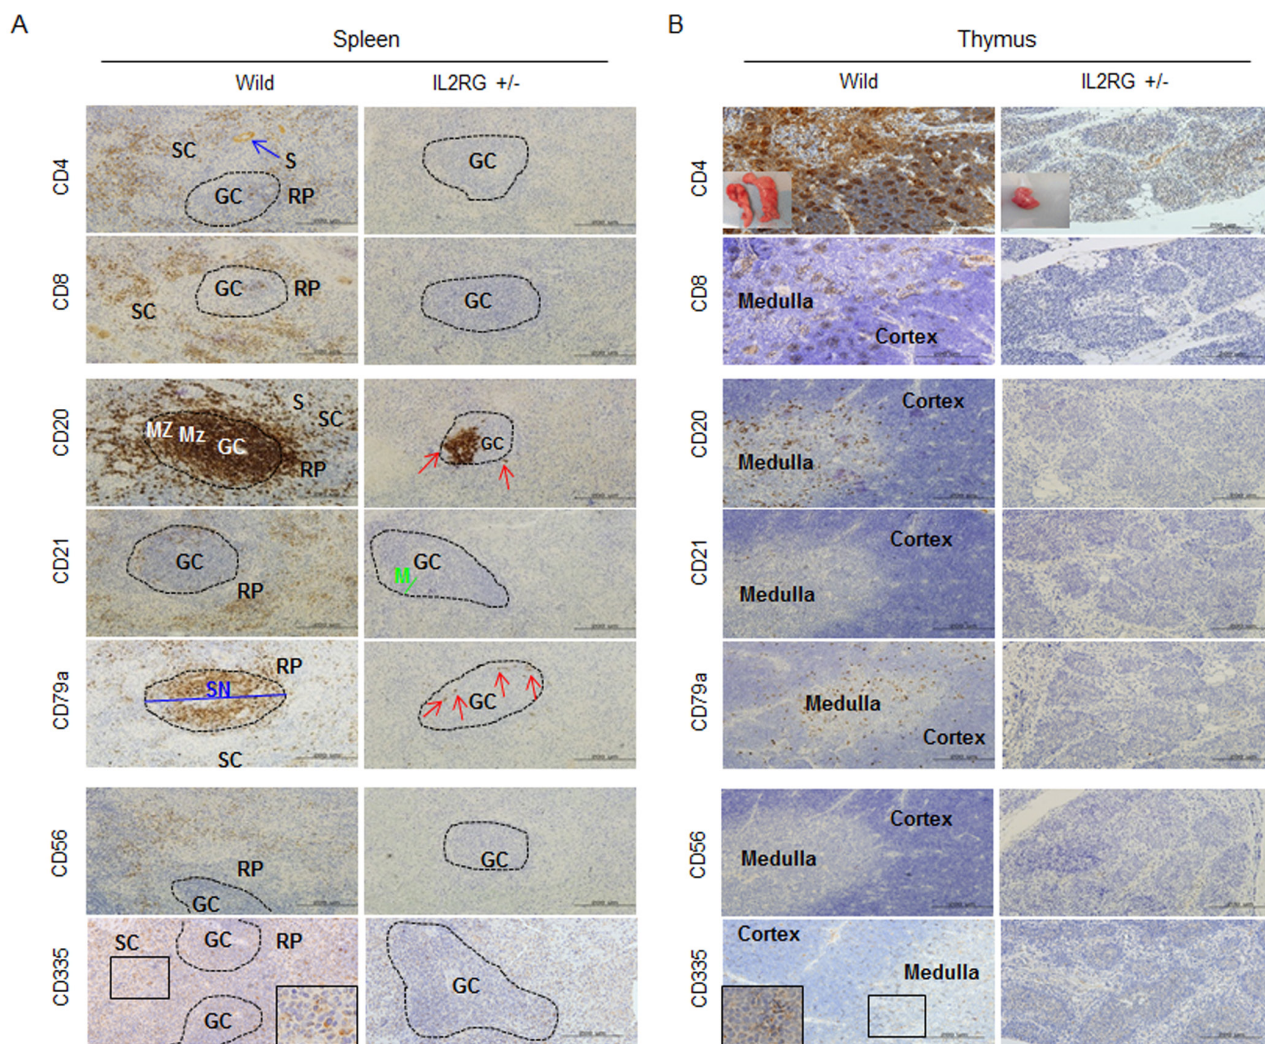 A
B
Spleen
Thymus
Wild
IL2RG +/-
Wild
IL2RG +/-
CD4
SC
S
GC
RP
GC
CD4
CD8
GC
RP
SC
GC
CD8
Medulla
Cortex
CD20
S
MZ
Mz
SC
GC
RP
GC
CD20
Cortex
Medulla
CD21
GC
RP
GC
M
CD21
Cortex
Medulla
CD79a
RP
SN
SC
GC
CD79a
Medulla
Cortex
CD56
RP
GC
GC
CD56
Cortex
Medulla
CD335
SC
GC
RP
GC
GC
CD335
Cortex
Medulla